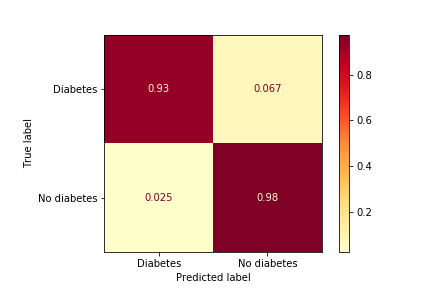 Diabetes
0.93
0.067
No diabetes
0.025
0.98
Diabetes
No diabetes
True label
Predicted label
0.8
0.6
0.4
0.2